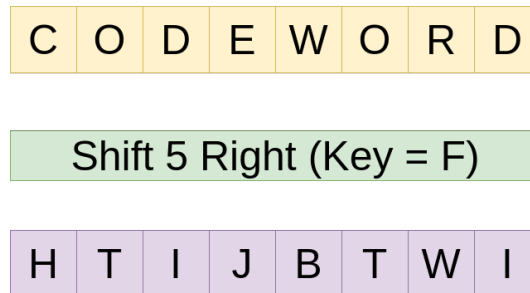 C O D E W O R D
Shift 5 Right (Key = F)
H T I J B T W I